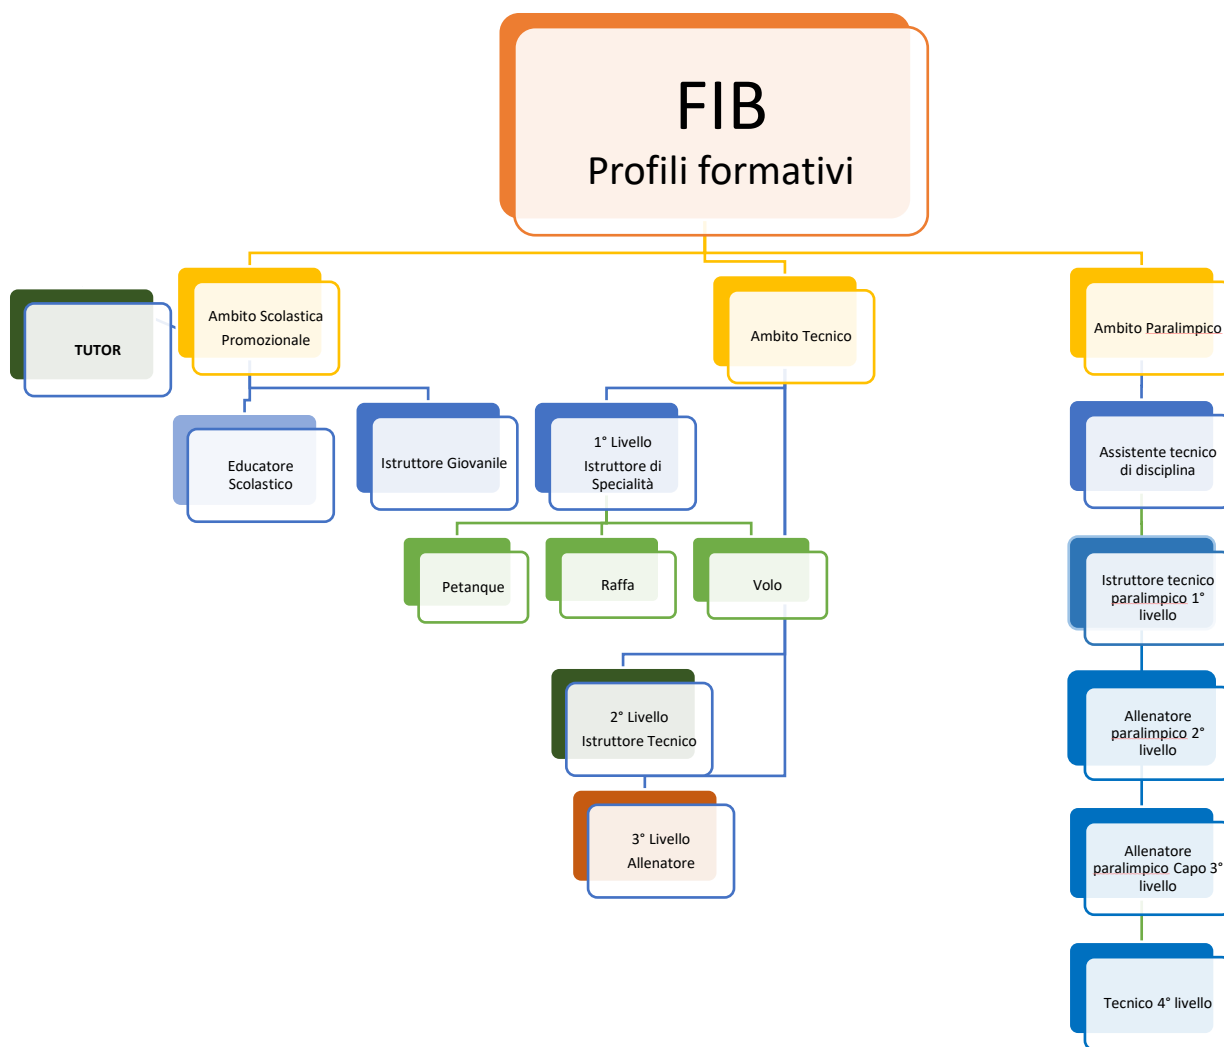 FIB
Profili formativi
TUTOR
Ambito Scolastica
Promozionale
Ambito Tecnico
Ambito Paralimpico
Educatore
Scolastico
Istruttore Giovanile
1° Livello
Istruttore di
Specialità
Assistente tecnico
di disciplina
Petanque
Raffa
Volo
Istruttore tecnico
paralimpico 1°
livello
2° Livello
Istruttore Tecnico
Allenatore
paralimpico 2°
livello
3° Livello
Allenatore
Allenatore
paralimpico Capo 3°
livello
Tecnico 4° livello